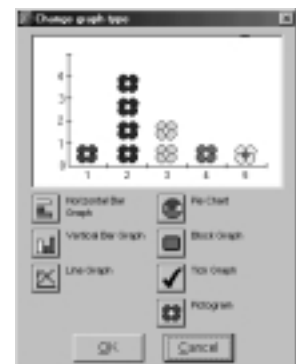 Change graph type
4
3
2
1
0
1 2 3 4 5
Horizontal Bar
Graph
Pie Chart
Vertical Bar Graph
Block Graph
Line Graph
Tick Graph
Pictogram
OK Cancel